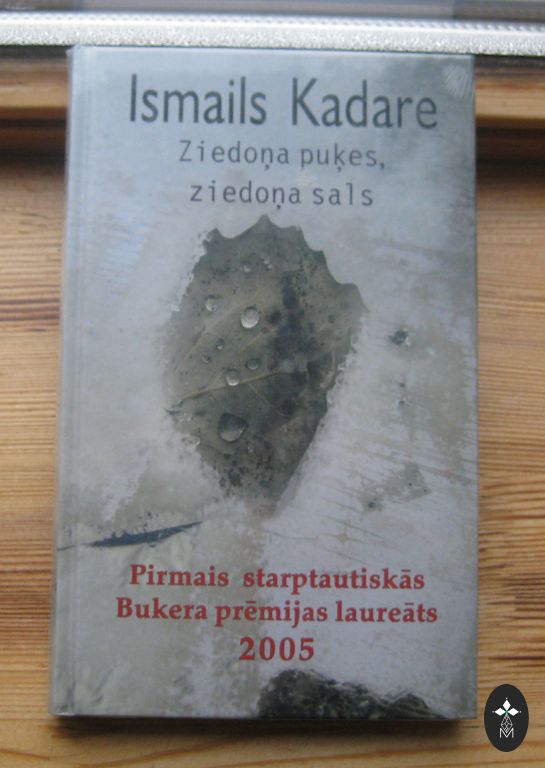 Ismails Kadare
Ziedoņa puķes,
ziedoņa sals
Pirmais starptautiskās
Bukera prēmijas laureāts
2005